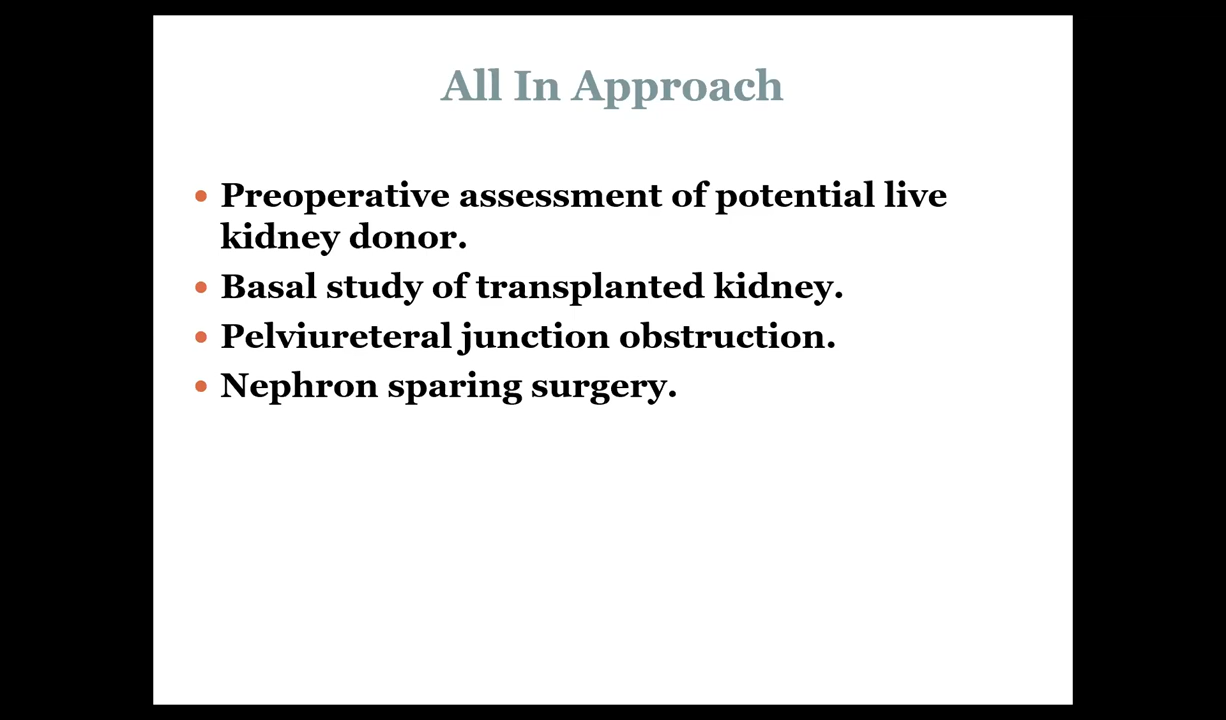 All In Approach
• Preoperative assessment of potential live
kidney donor.
• Basal study of transplanted kidney.
• Pelviureteral junction obstruction.
• Nephron sparing surgery.